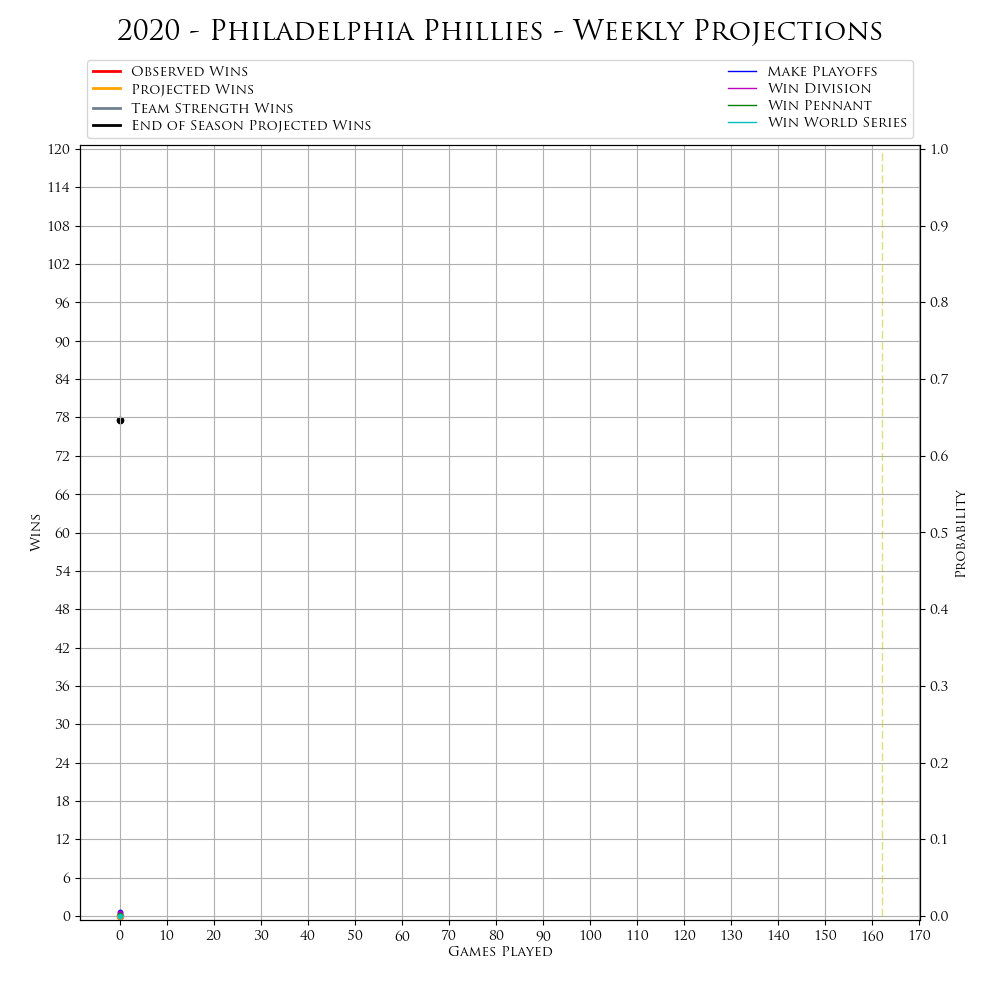 2020 - Philadelphia Phillies - Weekly Projections
Observed Wins
Projected Wins
Team Strength Wins
End of Season Projected Wins
Make Playoffs
Win Division
Win Pennant
Win World Series
120
114
108
102
96
90
84
78
72
66
60
54
48
42
36
30
24
18
12
6
0
Wins
1.0
0.9
0.8
0.7
0.6
0.5
0.4
0.3
0.2
0.1
0.0
Probability
0 10 20 30 40 50 60 70 80 90 100 110 120 130 140 150 160 170
Games Played